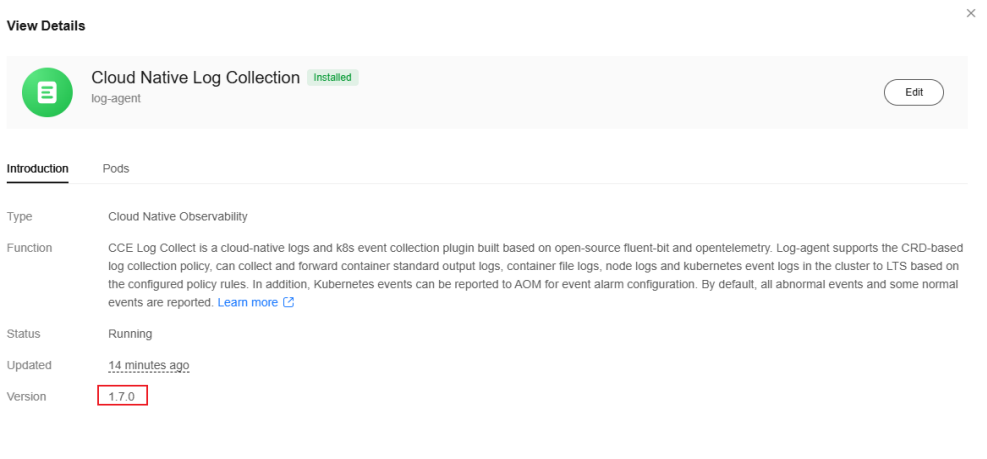 View Details
Cloud Native Log Collection Installed
log-agent
Edit
Introduction Pods
Type Cloud Native Observability
Function CCE Log Collect is a cloud-native logs and k8s event collection plugin built based on open-source fluent-bit and opentelemetry. Log-agent supports the CRD-based
log collection policy, can collect and forward container standard output logs, container file logs, node logs and kubernetes event logs in the cluster to LTS based on
the configured policy rules. In addition, Kubernetes events can be reported to AOM for event alarm configuration. By default, all abnormal events and some normal
events are reported. Learn more
Status Running
Updated 14 minutes ago
Version 1.7.0